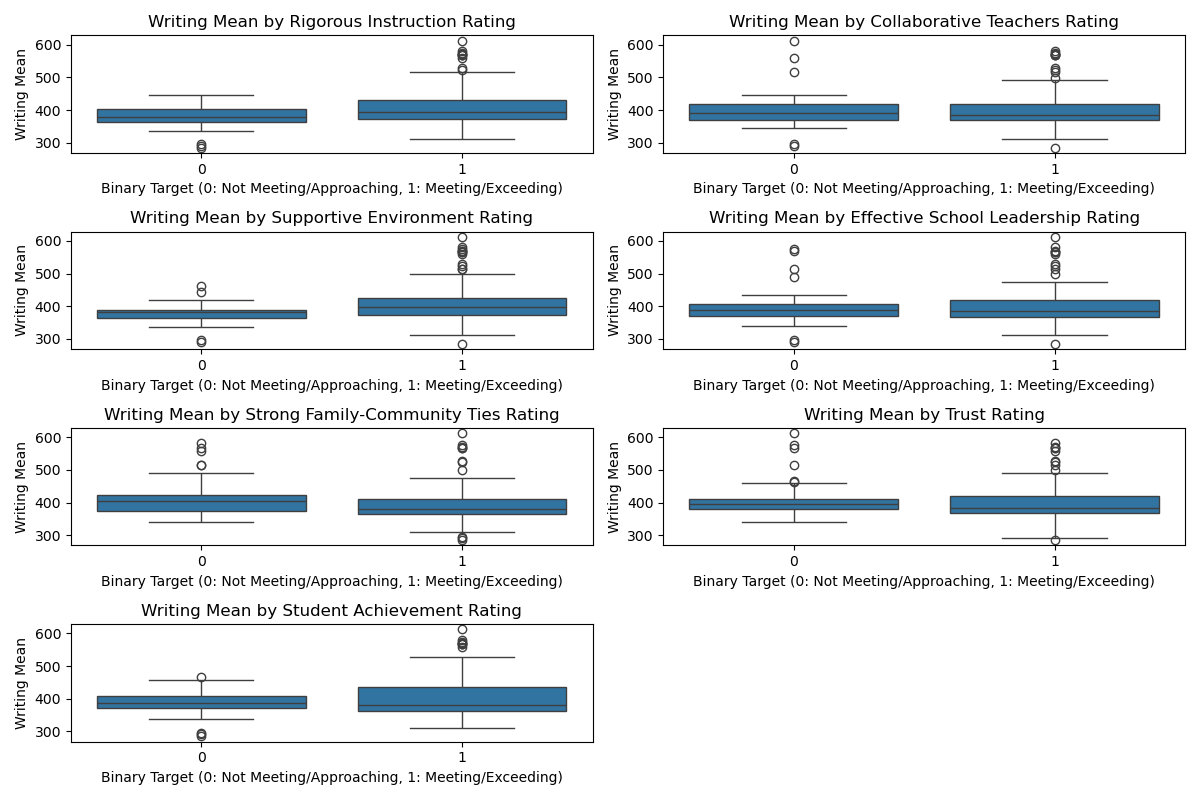 Writing Mean by Rigorous Instruction Rating
Writing Mean
600
500
400
300
0
1
Binary Target (0: Not Meeting/Approaching, 1: Meeting/Exceeding)
Writing Mean by Collaborative Teachers Rating
Writing Mean
600
500
400
300
0
1
Binary Target (0: Not Meeting/Approaching, 1: Meeting/Exceeding)
Writing Mean by Supportive Environment Rating
Writing Mean
600
500
400
300
0
1
Binary Target (0: Not Meeting/Approaching, 1: Meeting/Exceeding)
Writing Mean by Effective School Leadership Rating
Writing Mean
600
500
400
300
0
1
Binary Target (0: Not Meeting/Approaching, 1: Meeting/Exceeding)
Writing Mean by Strong Family-Community Ties Rating
Writing Mean
600
500
400
300
0
1
Binary Target (0: Not Meeting/Approaching, 1: Meeting/Exceeding)
Writing Mean by Trust Rating
Writing Mean
600
500
400
300
0
1
Binary Target (0: Not Meeting/Approaching, 1: Meeting/Exceeding)
Writing Mean by Student Achievement Rating
Writing Mean
600
500
400
300
0
1
Binary Target (0: Not Meeting/Approaching, 1: Meeting/Exceeding)